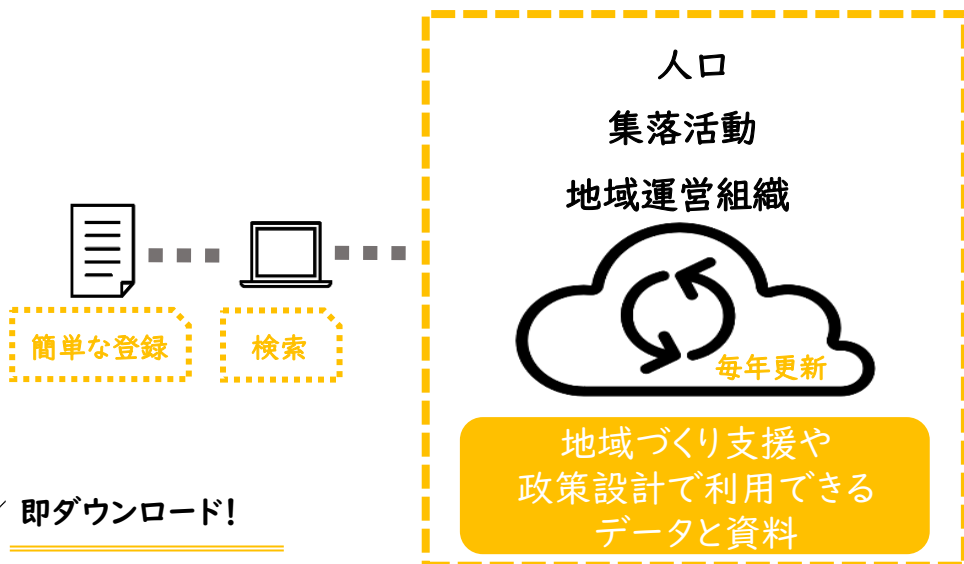 人口
集落活動
地域運営組織
簡単な登録
検索
毎年更新
地域づくり支援や
政策設計で利用できる
データと資料
即ダウンロード!